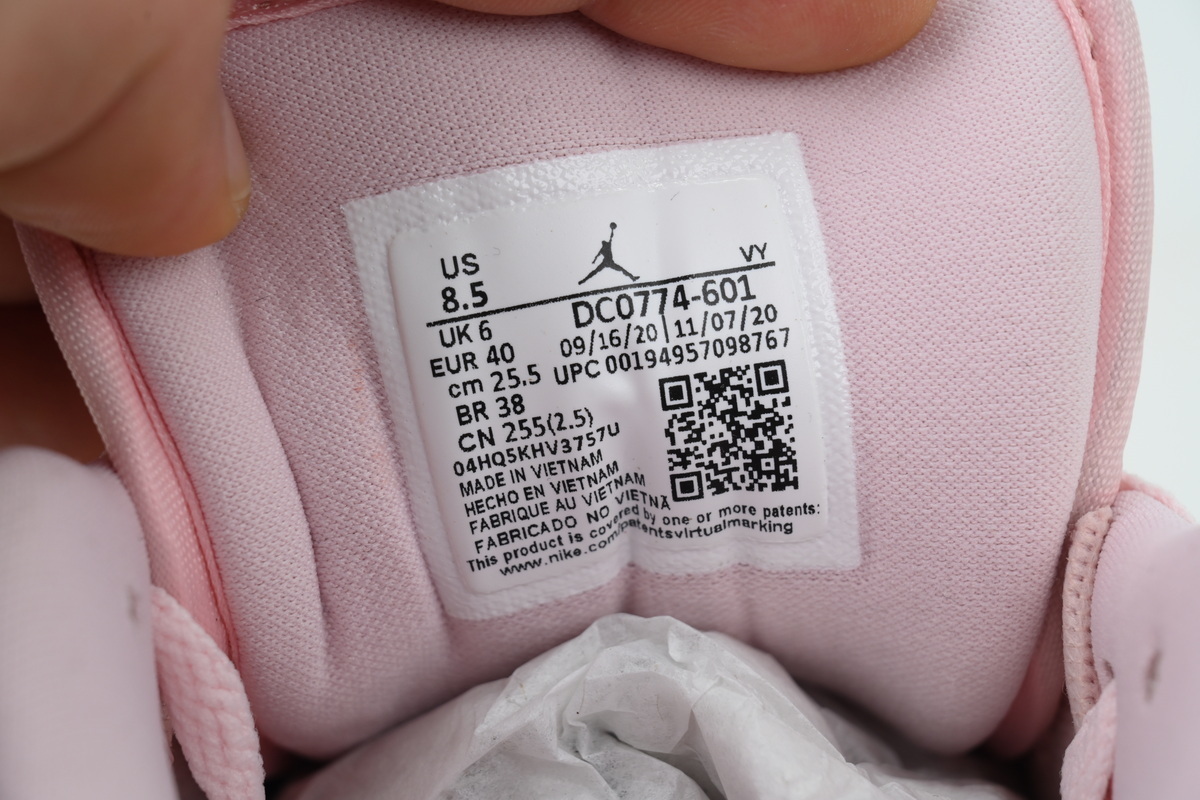 US
8.5
VY
UK 6
EUR 40
cm 25.5
BR 38
CN 255(2.5)
DC0774-601
09/16/20|11/07/20
UPC 00194957098767
04HQ5KHV3757U
MADE IN VIETNAM
HECHO EN VIETNAM
FABRIQUE AU VIETNAM
FABRICADO NO VIETNÃ
This product is covered by one or more patents:
www.nike.com/patentsvirtualmarking